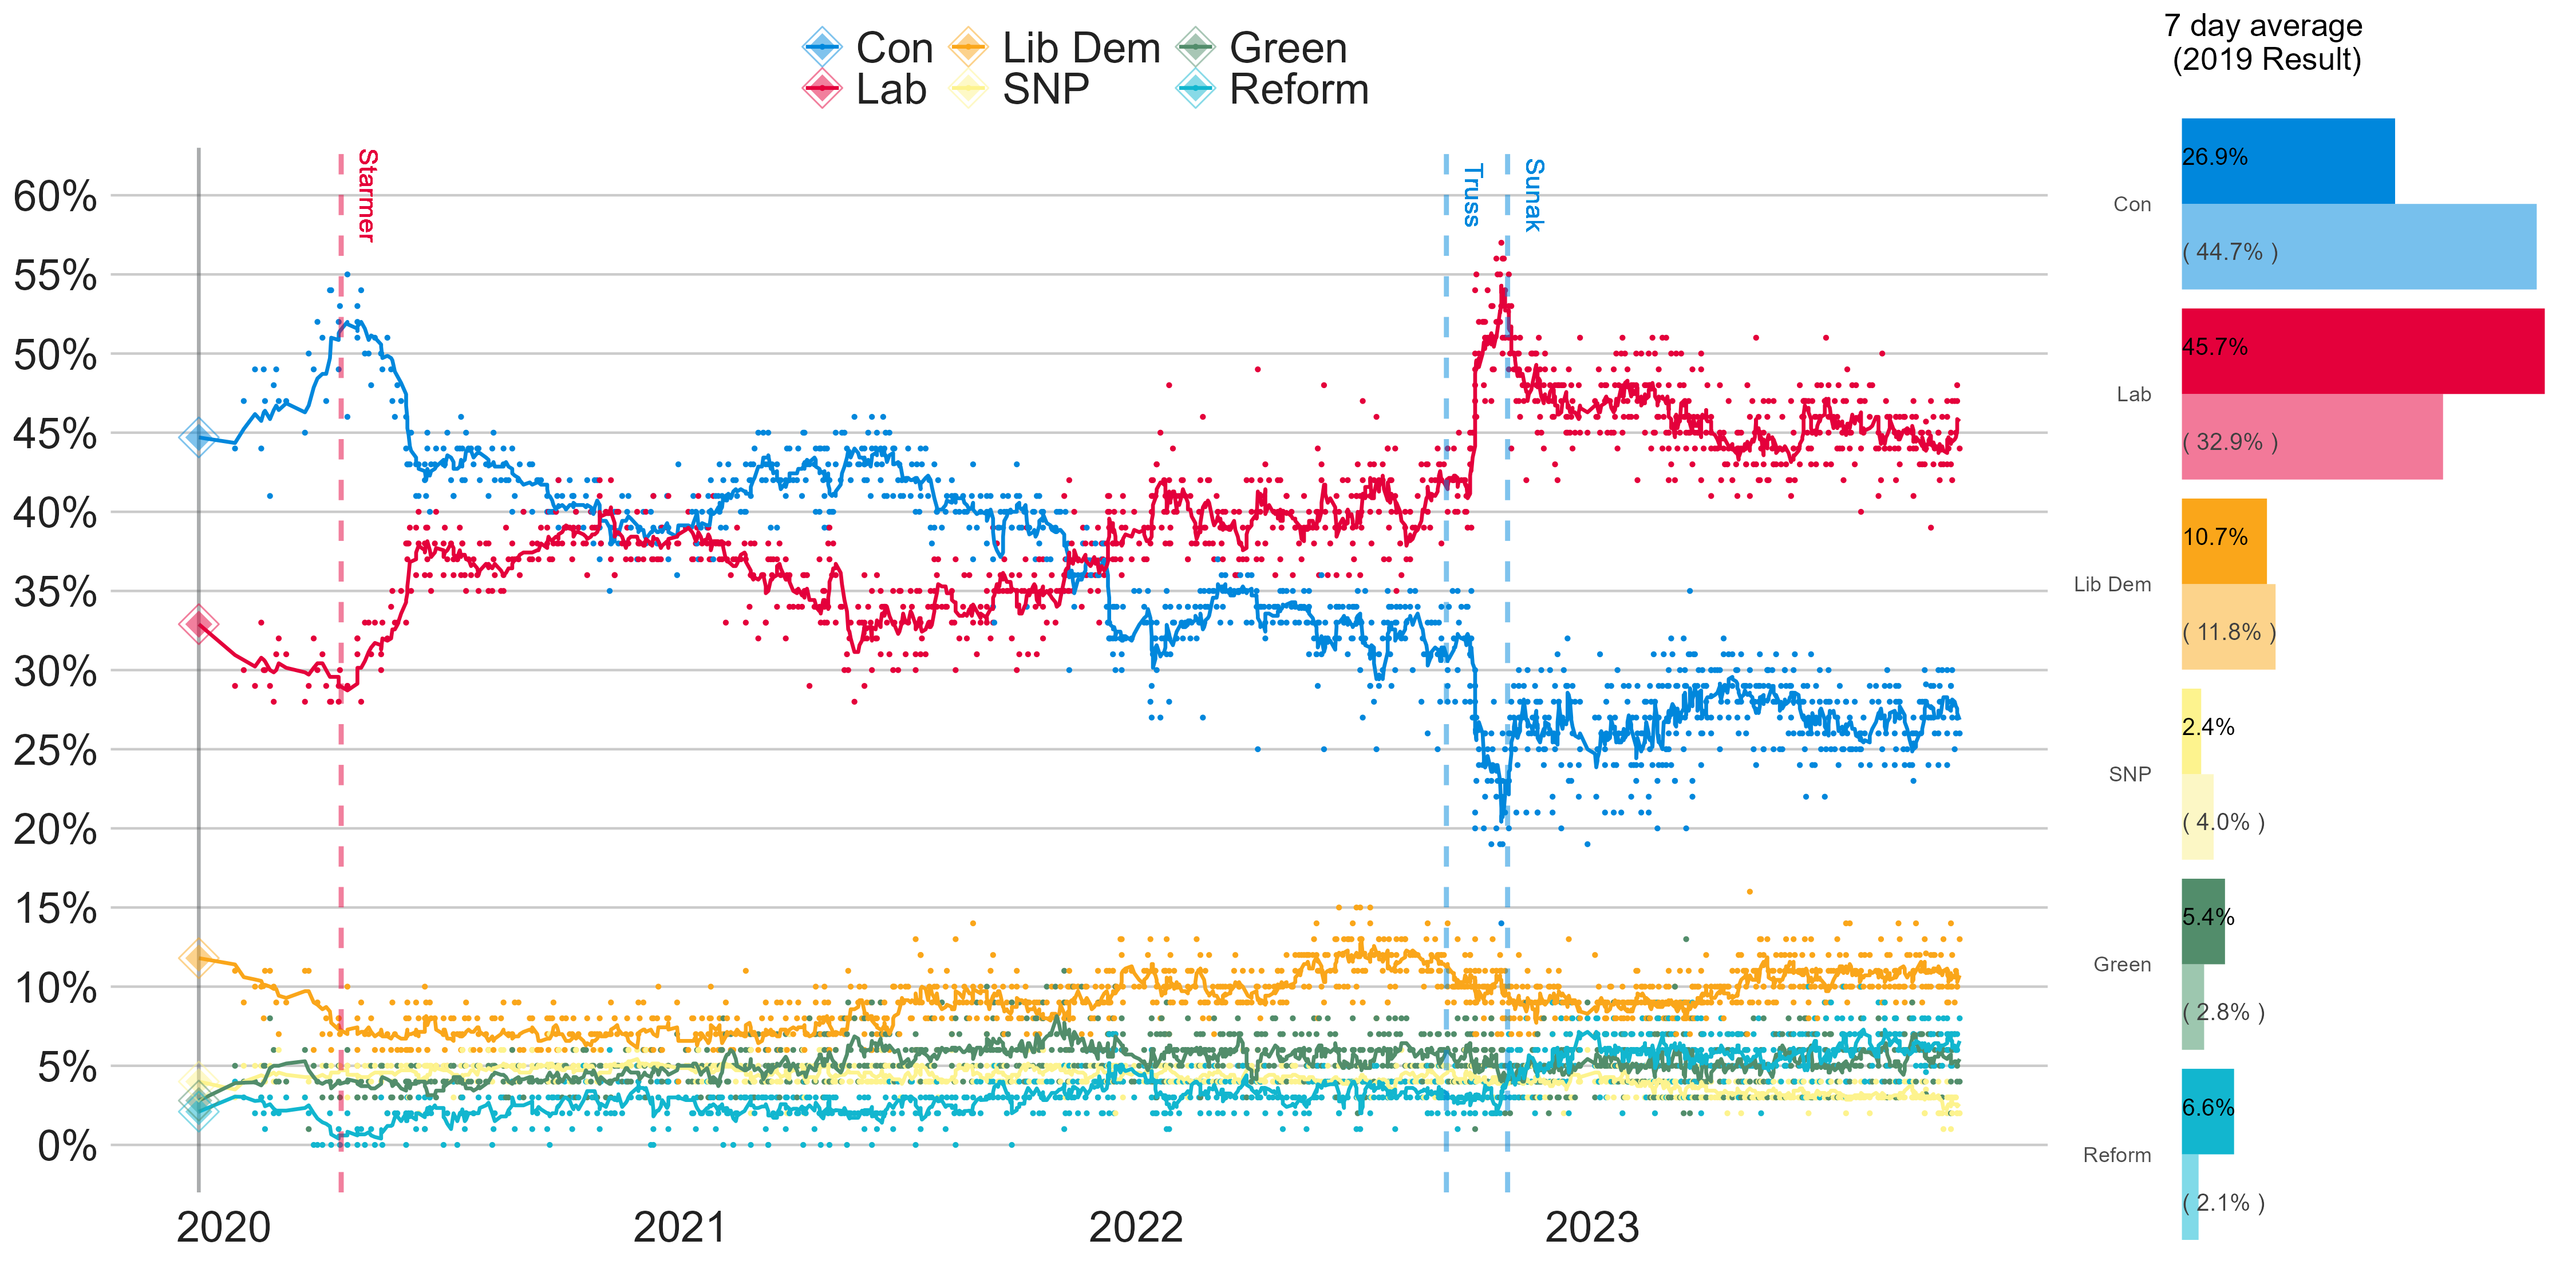 Con Lib Dem Green
Lab SNP Reform
7 day average
(2019 Result)
Starmer
Truss
Sunak
60%
55%
50%
45%
40%
35%
30%
25%
20%
15%
10%
5%
0%
2020 2021 2022 2023
Con
26.9%
( 44.7% )
Lab
45.7%
( 32.9% )
Lib Dem
10.7%
( 11.8% )
SNP
2.4%
( 4.0% )
Green
5.4%
( 2.8% )
Reform
6.6%
( 2.1% )